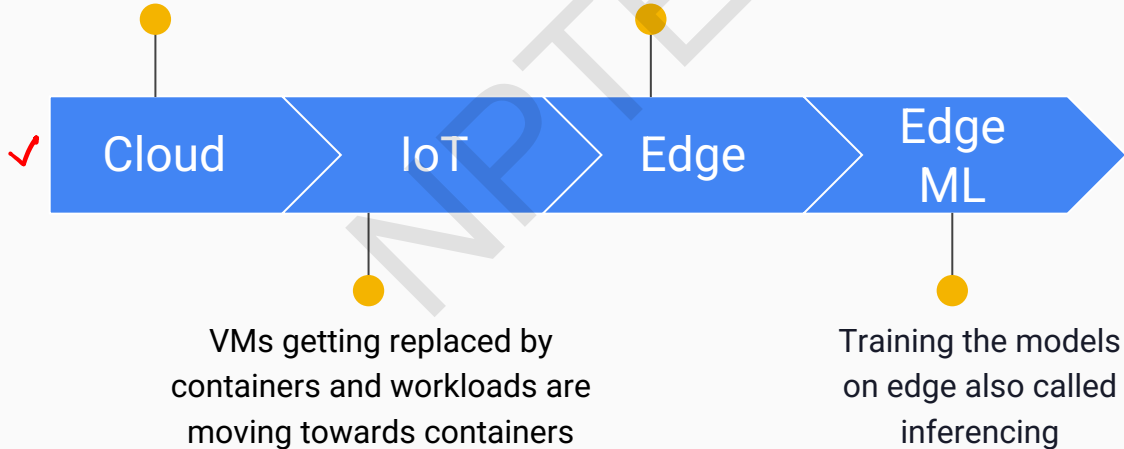 Cloud
IoT
Edge
Edge
ML
VMs getting replaced by
containers and workloads are
moving towards containers
Training the models
on edge also called
inferencing
NPTE